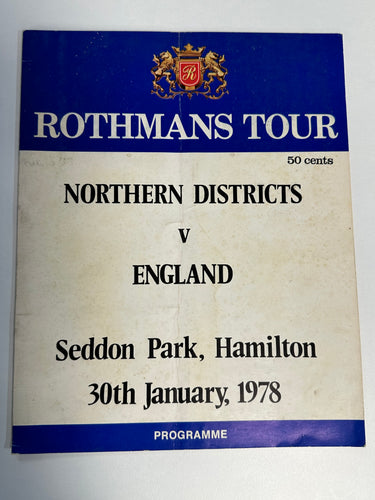 R
ROTHMANS TOUR
50 cents
NORTHERN DISTRICTS
v
ENGLAND
Seddon Park, Hamilton
30th January, 1978
PROGRAMME